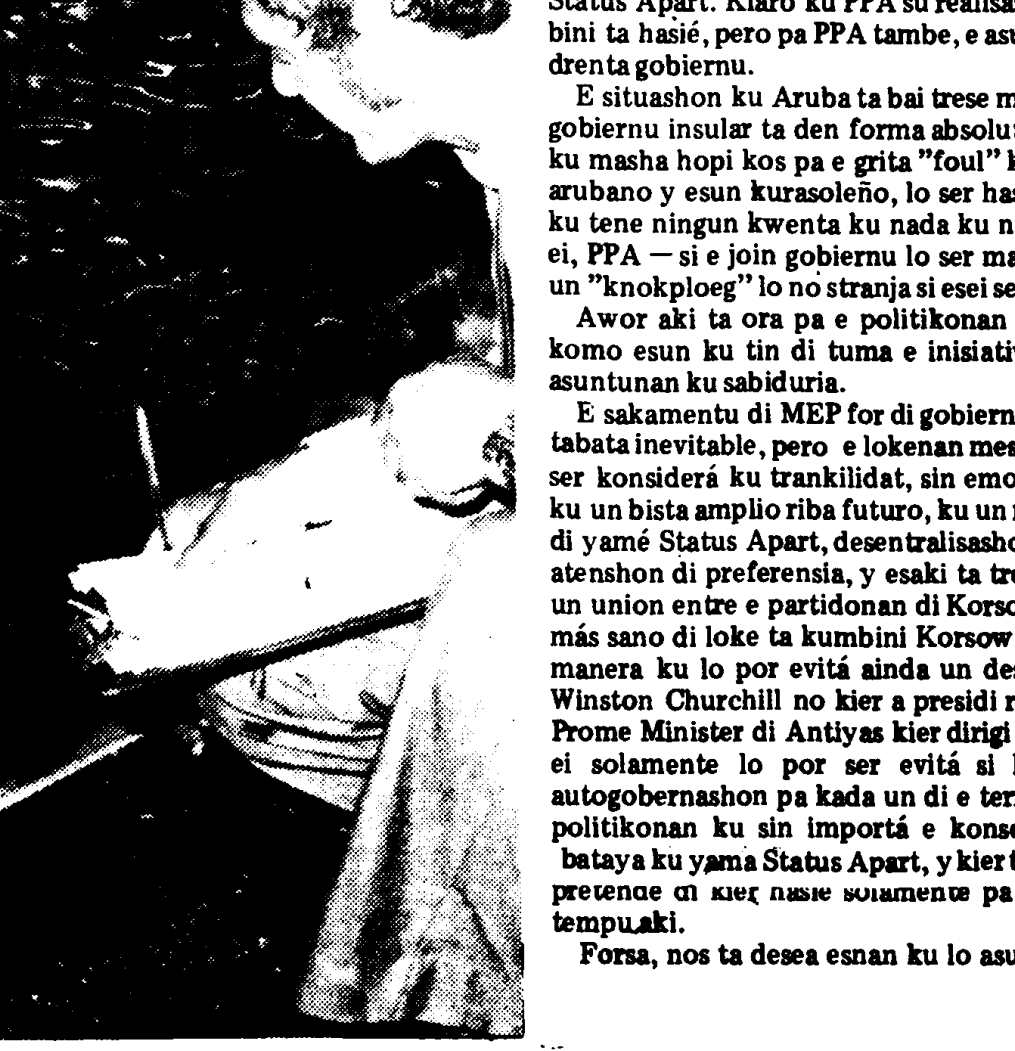 Status Apart. Klaro ku PPA su realisa
bini ta hasié, pero pa PPA tambe, e asu
drenta gobiernu.
E situashon ku Aruba ta bai trese m
gobiernu insular ta den forma absolu
ku masha hopi kos pa e grita ”foul” k
arubano y esun kurasoleño, lo ser has
ku tene ningun kwenta ku nada ku n
ei, PPA — si e join gobiernu lo ser ma
un ”knokploeg” lo no stranja si esei se
Awor aki ta ora pa e politikonan
komo esun ku tin di tuma e inisiativ
asuntunan ku sabiduria.
E sakamentu di MEP for di gobiern
tabata inevitable, pero e lokenan mes
ser konsiderá ku trankilidat, sin emo
ku un bista amplio riba futuro, ku un
di yamé Status Apart, desentralisasho
atenshon di preferensia, y esaki ta tre
un union entre e partidonan di Korso
más sano di loke ta kumbini Korsow
manera ku lo por evitá ainda un des
Winston Churchill no kier a presidi
Prome Minister di Antiyas kier dirigi
ei solamente lo por ser evitá si
autogobernashon pa kada un di e ter
politikonan ku sin importá e konse
bataya ku yama Status Apart, y kier t
pretende di kier hasie solamente pa
tempu aki.
Forsa, nos ta desea esnan ku lo asu